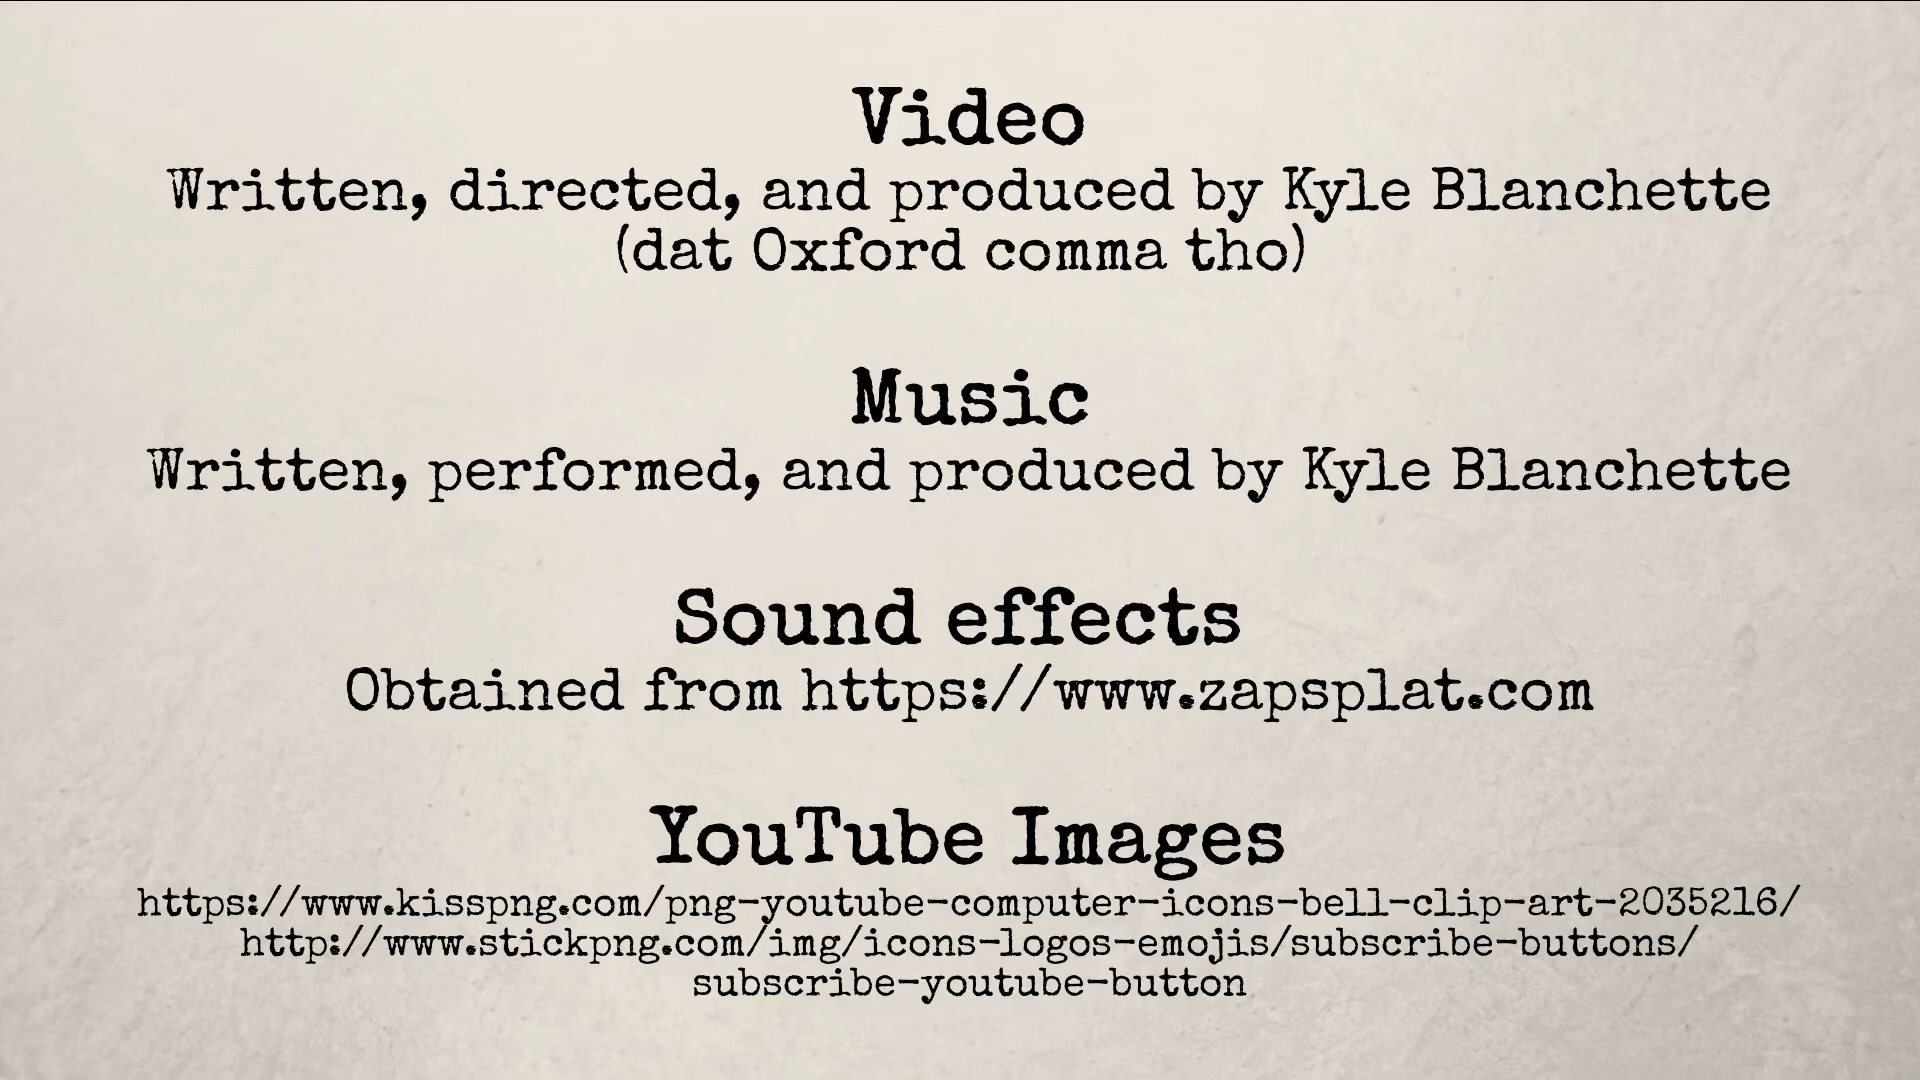 Video
Written, directed, and produced by Kyle Blanchette
(dat Oxford comma tho)
Music
Written, performed, and produced by Kyle Blanchette
Sound effects
Obtained from https://www.zapsplat.com
YouTube Images
https://www.kisspng.com/png-youtube-computer-icons-bell-clip-art-2035216/
http://www.stickpng.com/img/icons-logos-emojis/subscribe-buttons/
subscribe-youtube-button